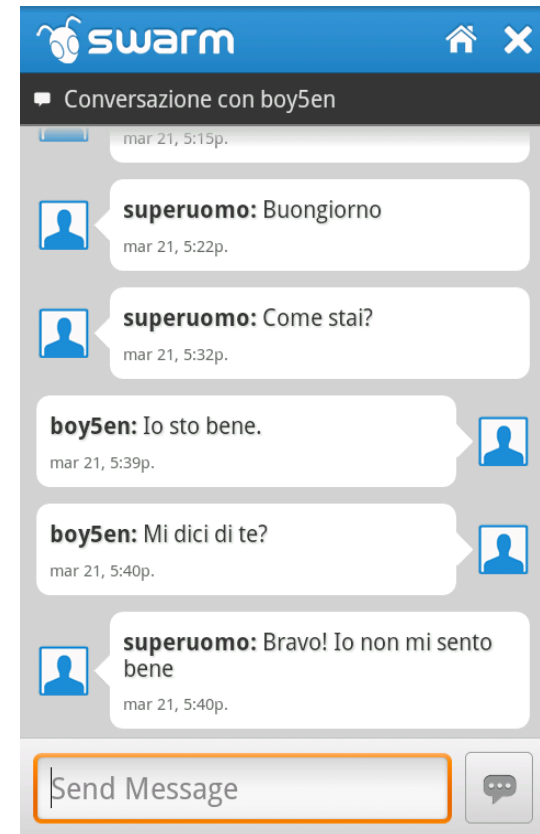 swarm
Conversazione con boy5en
mar 21, 5:15p.
superuomo: Buongiorno
mar 21, 5:22p.
superuomo: Come stai?
mar 21, 5:32p.
boy5en: Io sto bene.
mar 21, 5:39p.
boy5en: Mi dici di te?
mar 21, 5:40p.
superuomo: Bravo! Io non mi sento
bene
mar 21, 5:40p.
Send Message